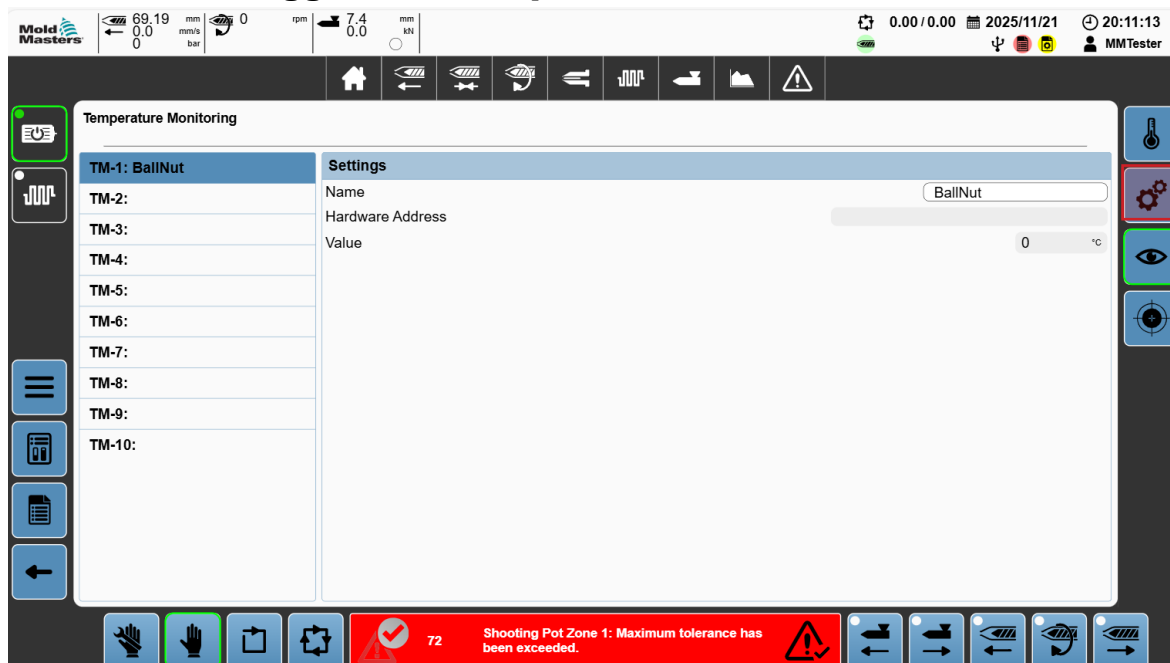 Mold
Masters
69.19 mm
0.0 mm/s
0 bar
0 rpm
7.4 mm
0.0 kN
0.00 / 0.00
2025/11/21
20:11:13
MMTester
Temperature Monitoring
TM-1: BallNut
TM-2:
TM-3:
TM-4:
TM-5:
TM-6:
TM-7:
TM-8:
TM-9:
TM-10:
Settings
Name BallNut
Hardware Address
Value 0 °C
72 Shooting Pot Zone 1: Maximum tolerance has
been exceeded.